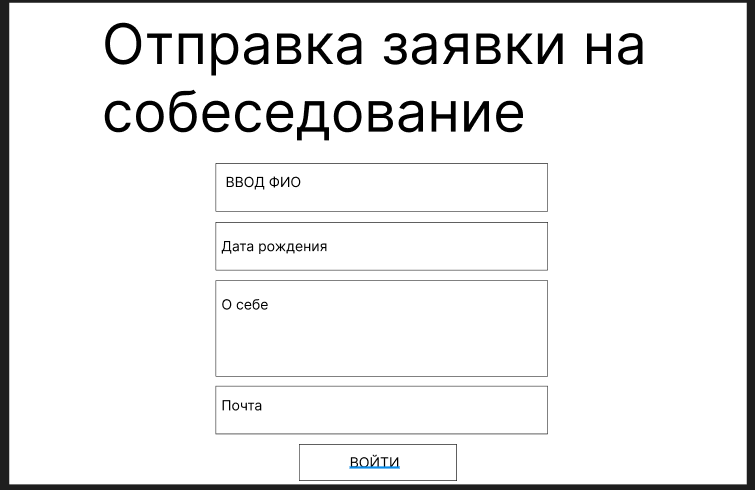 Отправка заявки на
собеседование
ВВОД ФИО
Дата рождения
О себе
Почта
ВОЙТИ